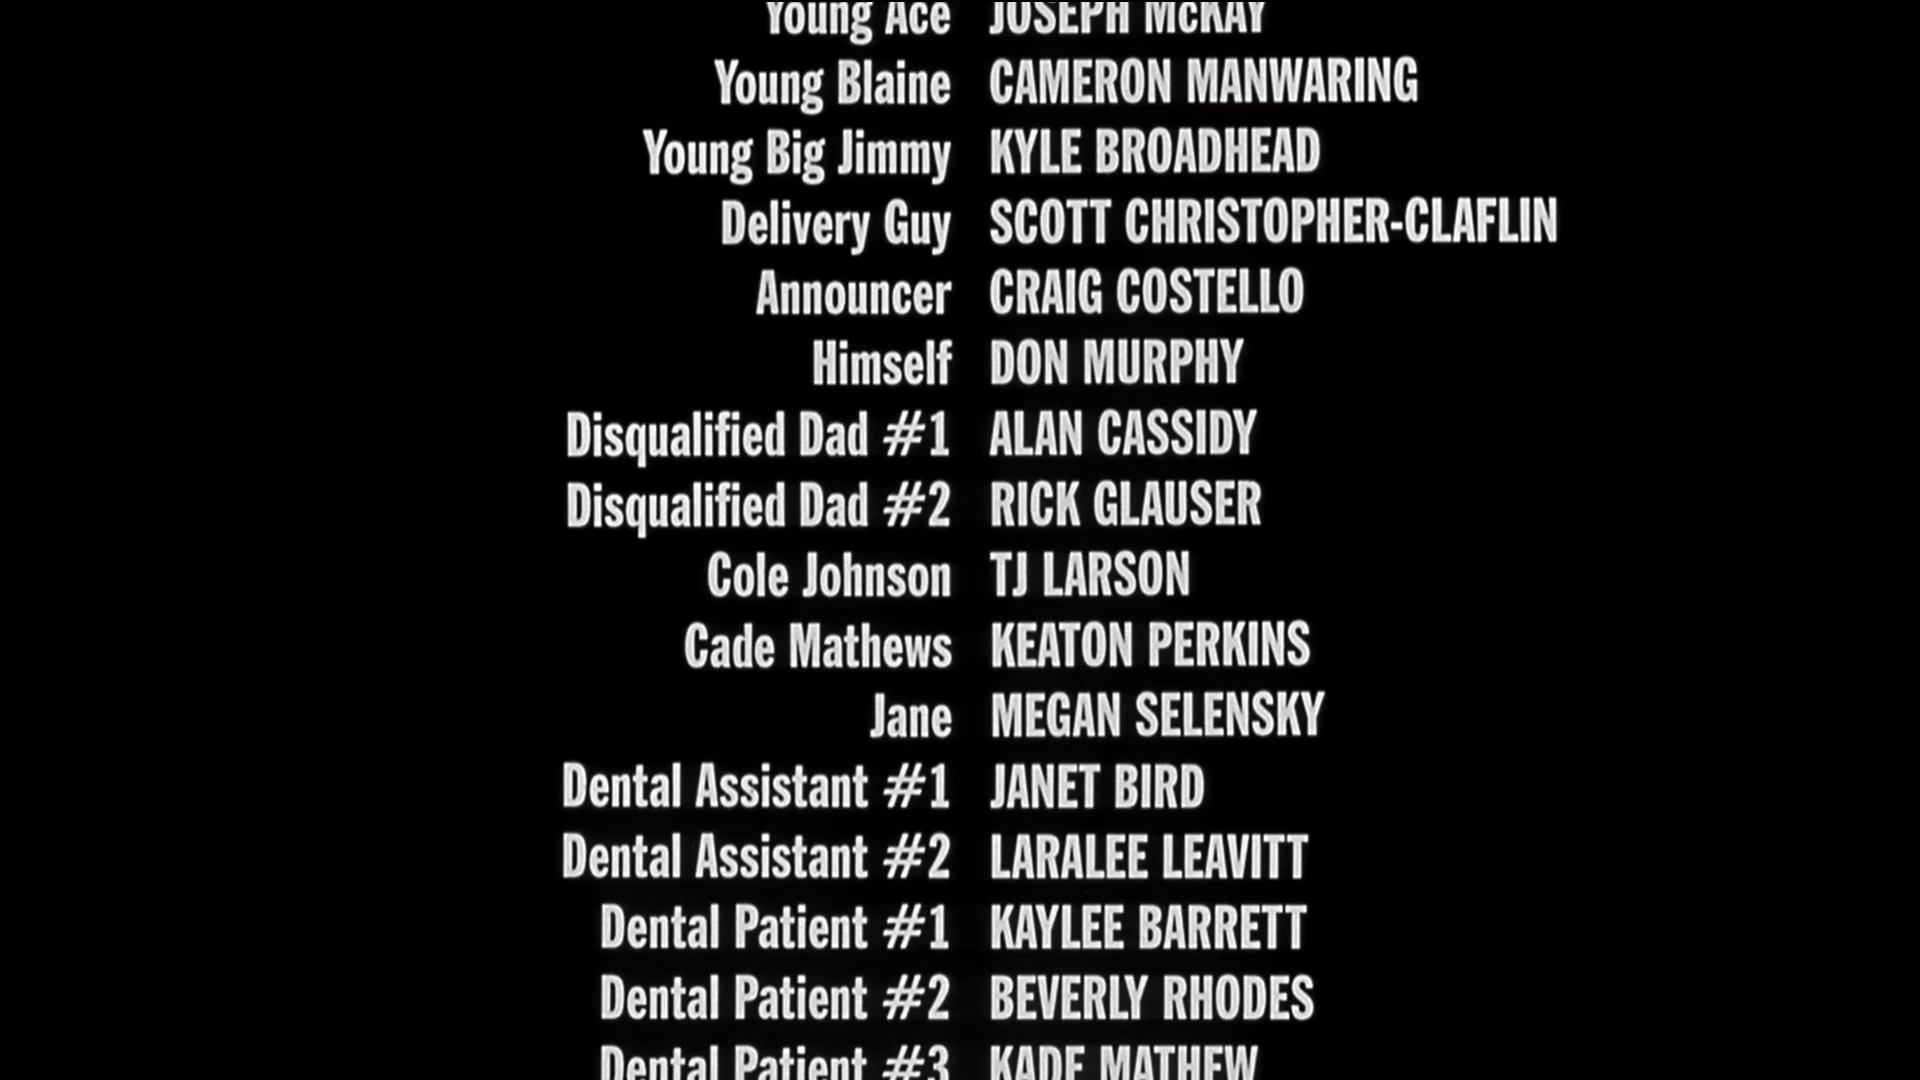 Young Ace JOSEPH McKAY
Young Blaine CAMERON MANWARING
Young Big Jimmy KYLE BROADHEAD
Delivery Guy SCOTT CHRISTOPHER-CLAFLIN
Announcer CRAIG COSTELLO
Himself DON MURPHY
Disqualified Dad #1 ALAN CASSIDY
Disqualified Dad #2 RICK GLAUSER
Cole Johnson TJ LARSON
Cade Mathews KEATON PERKINS
Jane MEGAN SELENSKY
Dental Assistant #1 JANET BIRD
Dental Assistant #2 LARALEE LEAVITT
Dental Patient #1 KAYLEE BARRETT
Dental Patient #2 BEVERLY RHODES
Dental Patient #3 KADE MATHEW